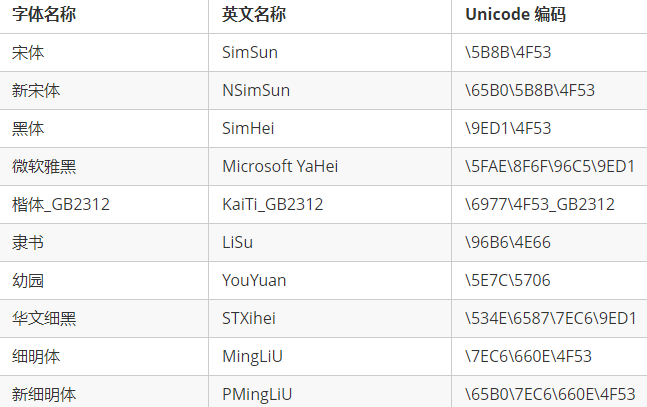 字体名称 英文名称 Unicode 编码
宋体 SimSun \5B8B\4F53
新宋体 NSimSun \65B0\5B8B\4F53
黑体 SimHei \9ED1\4F53
微软雅黑 Microsoft YaHei \5FAE\8F6F\96C5\9ED1
楷体_GB2312 KaiTi_GB2312 \6977\4F53_GB2312
隶书 LiSu \96B6\4E66
幼园 YouYuan \5E7C\5706
华文细黑 STXihei \534E\6587\7EC6\9ED1
细明体 MingLiU \7EC6\660E\4F53
新细明体 PMingLiU \65B0\7EC6\660E\4F53